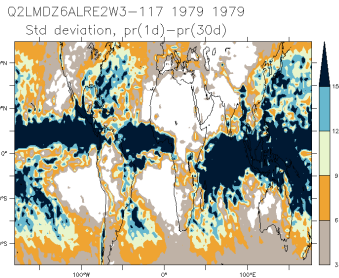 Q2LMDZ6ALRE2W3-117 1979 1979
Std deviation, pr(1d)-pr(30d)
15
12
9
6
3
0°
100°W
0°
100°E